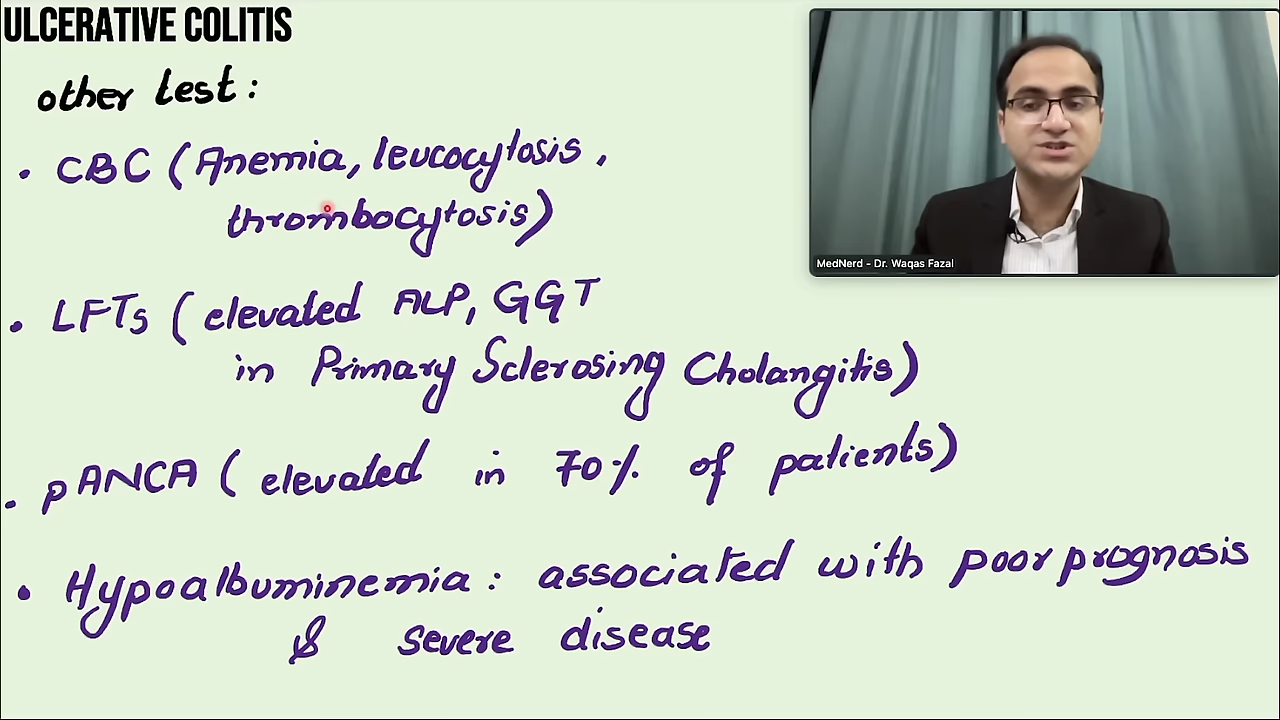 ULCERATIVE COLITIS
other test:
• CBC (Anemia, leucocytosis,
thrombocytosis)
• LFTs (elevated ALP, GGT
in Primary Sclerosing Cholangitis)
• pANCA (elevated in 70% of patients)
• Hypoalbuminemia: associated with poor prognosis
& severe disease
MedNerd - Dr. Waqas Fazal